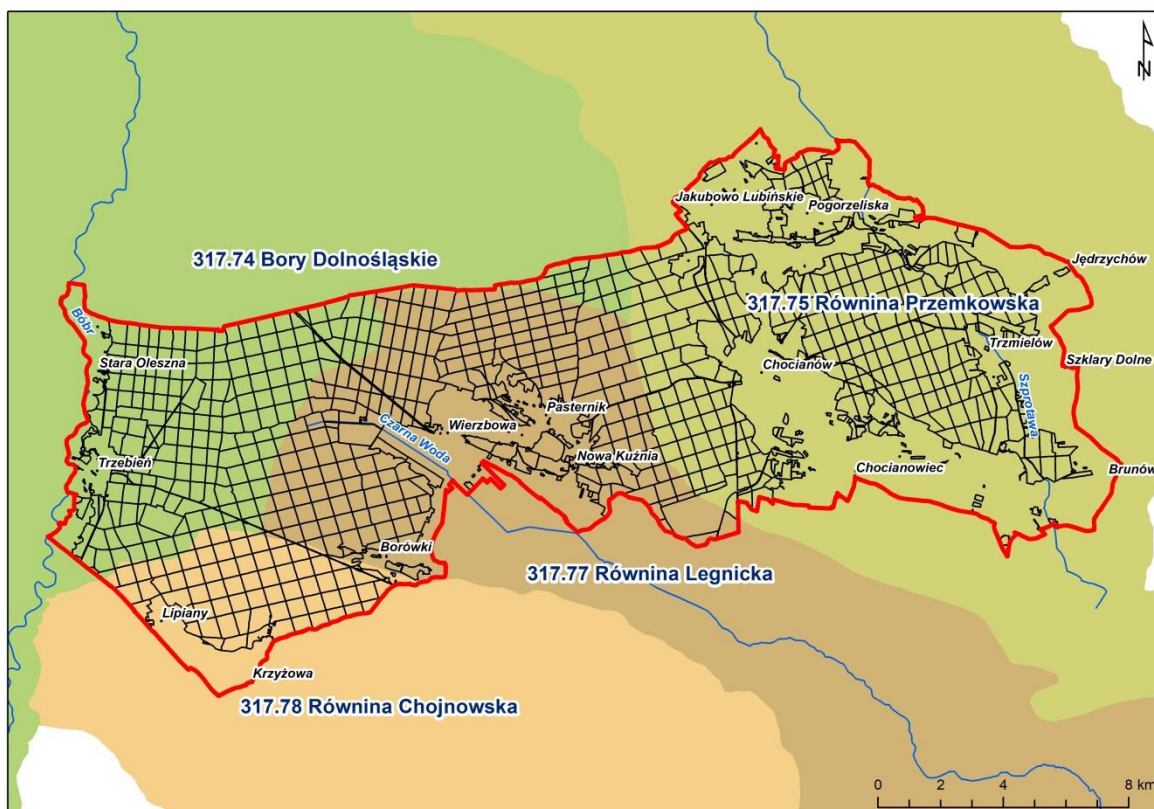 N
Jakubowo Lubińskie
Pogorzeliska
317.74 Bory Dolnośląskie
Jędrzychów
317.75 Równina Przemkowska
Bóbr
Trzmielów
Stara Oleszna
Chocianów
Szklary Dolne
Szprotawa
Pasternik
Wierzbowa
Czarna Woda
Nowa Kuźnia
Trzebień
Chocianowiec
Brunów
Borówki
317.77 Równina Legnicka
Lipiany
Krzyżowa
317.78 Równina Chojnowska
0 2 4 6 8 km